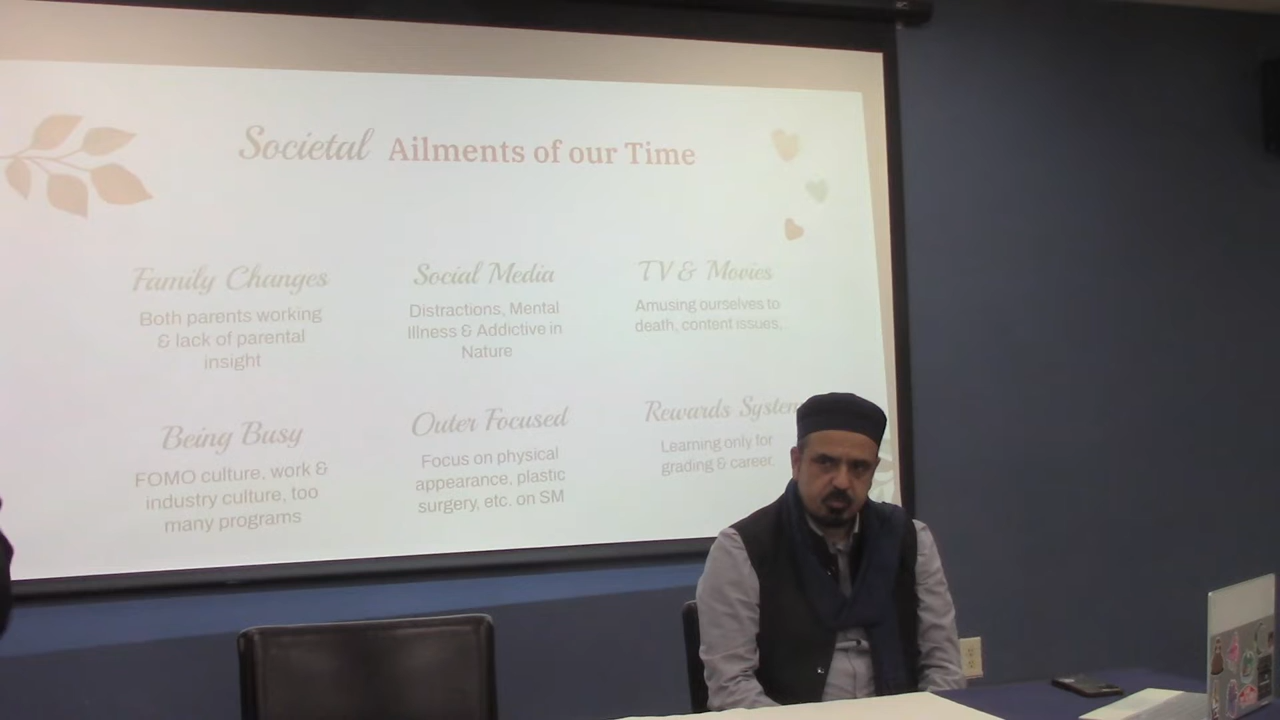 Societal Ailments of our Time
Family Changes
Both parents working
& lack of parental
insight
Social Media
Distractions, Mental
Illness & Addictive in
Nature
TV & Movies
Amusing ourselves to
death, content issues,
Being Busy
FOMO culture, work &
industry culture, too
many programs
Outer Focused
Focus on physical
appearance, plastic
surgery, etc. on SM
Rewards System
Learning only for
grading & career